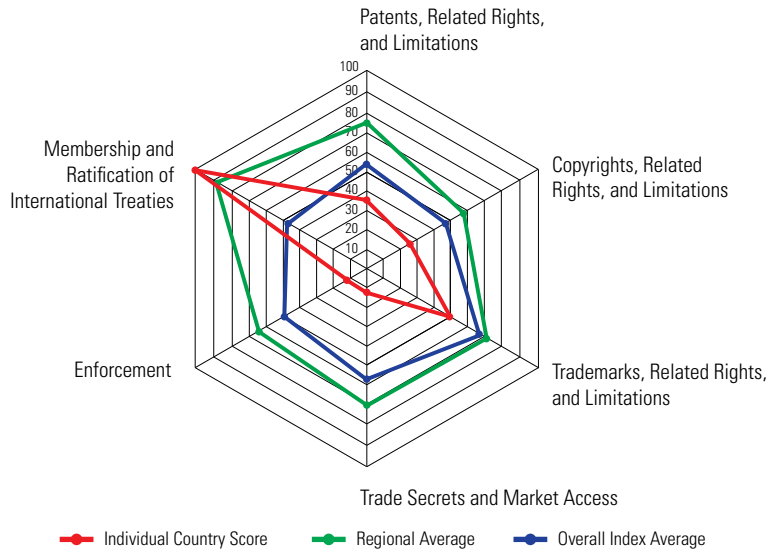 Patents, Related Rights,
and Limitations
100
90
80
70
60
50
40
30
20
10
Membership and
Ratification of
International Treaties
Copyrights, Related
Rights, and Limitations
Enforcement
Trademarks, Related Rights,
and Limitations
Trade Secrets and Market Access
Individual Country Score
Regional Average
Overall Index Average